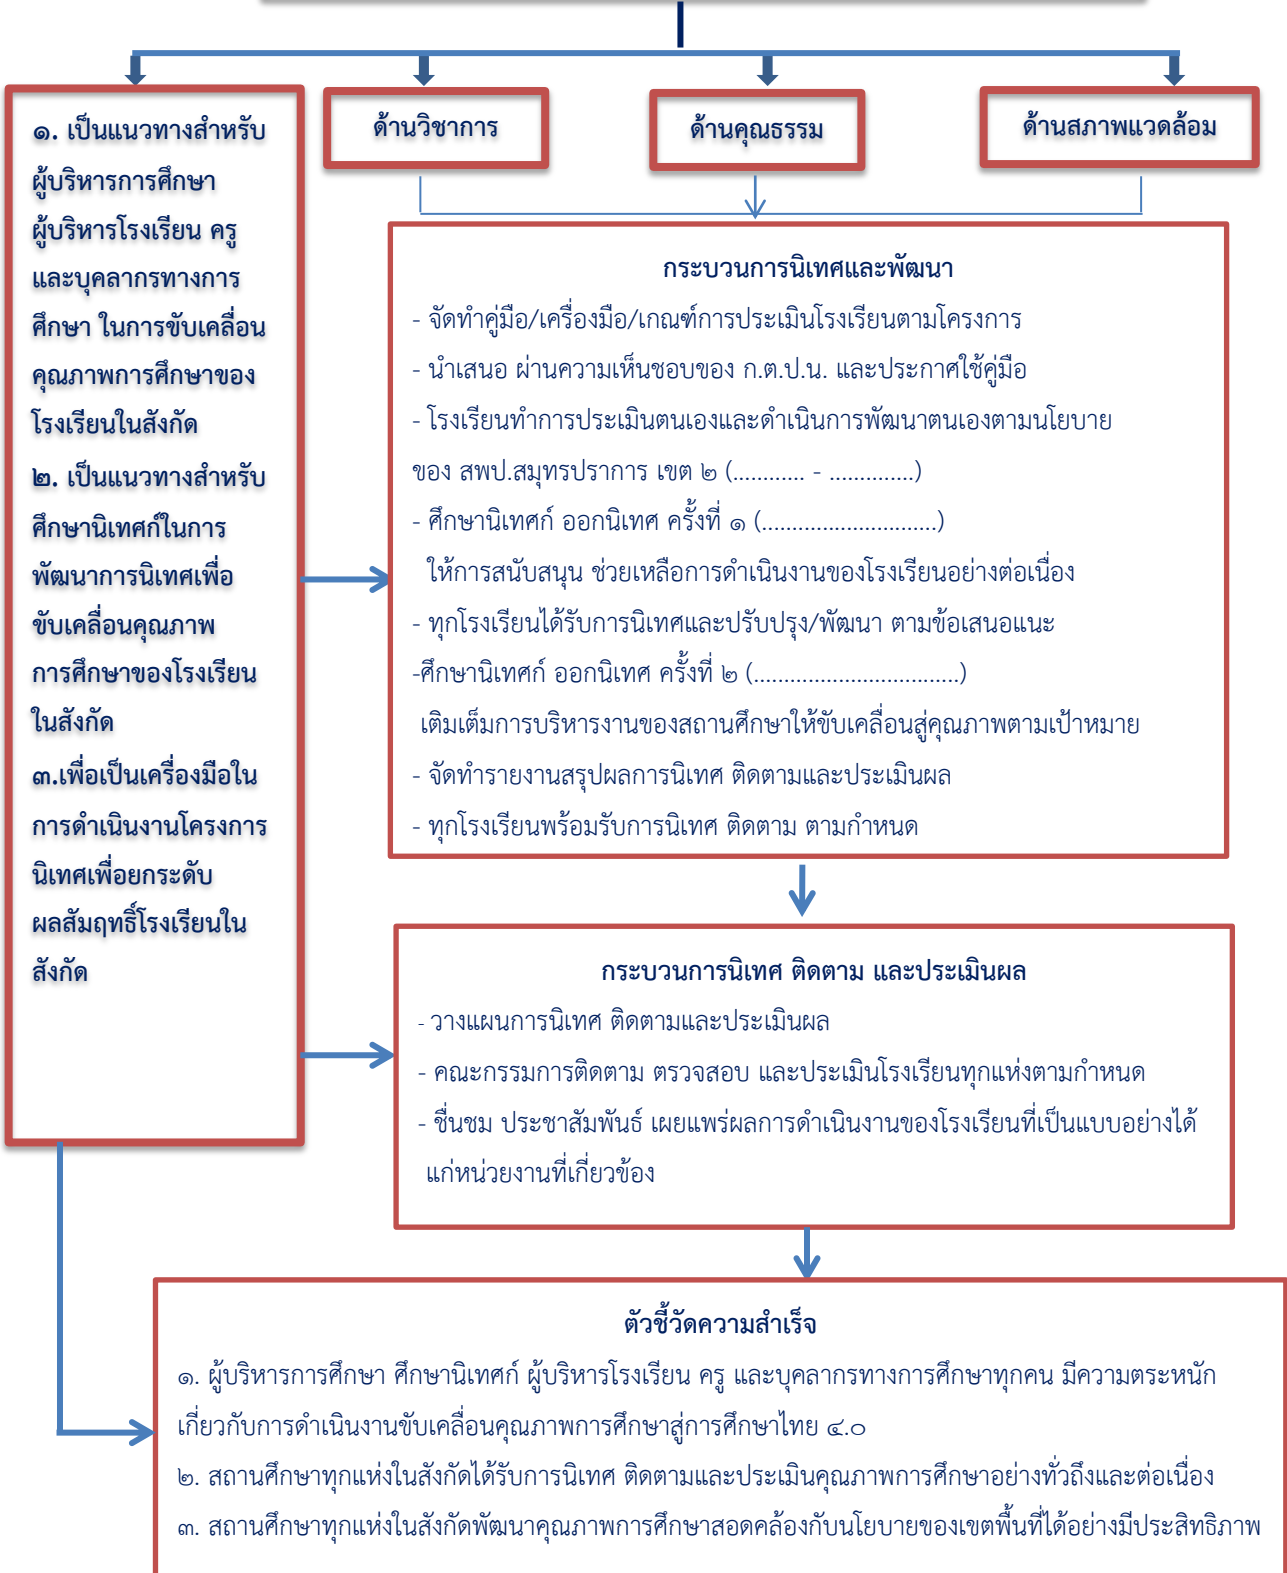 ๑. เป็นแนวทางสำหรับ
ผู้บริหารการศึกษา
ผู้บริหารโรงเรียน ครู
และบุคลากรทางการ
ศึกษา ในการขับเคลื่อน
คุณภาพการศึกษาของ
โรงเรียนในสังกัด
๒. เป็นแนวทางสำหรับ
ศึกษานิเทศก์ในการ
พัฒนาการนิเทศเพื่อ
ขับเคลื่อนคุณภาพ
การศึกษาของโรงเรียน
ในสังกัด
๓.เพื่อเป็นเครื่องมือใน
การดำเนินงานโครงการ
นิเทศเพื่อยกระดับ
ผลสัมฤทธิ์โรงเรียนใน
สังกัด
ด้านวิชาการ
ด้านคุณธรรม
ด้านสภาพแวดล้อม
กระบวนการนิเทศและพัฒนา
- จัดทำคู่มือ/เครื่องมือ/เกณฑ์การประเมินโรงเรียนตามโครงการ
- นำเสนอ ผ่านความเห็นชอบของ ก.ต.ป.น. และประกาศใช้คู่มือ
- โรงเรียนทำการประเมินตนเองและดำเนินการพัฒนาตนเองตามนโยบาย
ของ สพป.สมุทรปราการ เขต ๒ (............ - ..............)
- ศึกษานิเทศก์ ออกนิเทศ ครั้งที่ ๑ (.............................)
ให้การสนับสนุน ช่วยเหลือการดำเนินงานของโรงเรียนอย่างต่อเนื่อง
- ทุกโรงเรียนได้รับการนิเทศและปรับปรุง/พัฒนา ตามข้อเสนอแนะ
-ศึกษานิเทศก์ ออกนิเทศ ครั้งที่ ๒ (..................................)
เติมเต็มการบริหารงานของสถานศึกษาให้ขับเคลื่อนสู่คุณภาพตามเป้าหมาย
- จัดทำรายงานสรุปผลการนิเทศ ติดตามและประเมินผล
- ทุกโรงเรียนพร้อมรับการนิเทศ ติดตาม ตามกำหนด
กระบวนการนิเทศ ติดตาม และประเมินผล
- วางแผนการนิเทศ ติดตามและประเมินผล
- คณะกรรมการติดตาม ตรวจสอบ และประเมินโรงเรียนทุกแห่งตามกำหนด
- ชื่นชม ประชาสัมพันธ์ เผยแพร่ผลการดำเนินงานของโรงเรียนที่เป็นแบบอย่างได้
แก่หน่วยงานที่เกี่ยวข้อง
ตัวชี้วัดความสำเร็จ
๑. ผู้บริหารการศึกษา ศึกษานิเทศก์ ผู้บริหารโรงเรียน ครู และบุคลากรทางการศึกษาทุกคน มีความตระหนัก
เกี่ยวกับการดำเนินงานขับเคลื่อนคุณภาพการศึกษาสู่การศึกษาไทย ๔.๐
๒. สถานศึกษาทุกแห่งในสังกัดได้รับการนิเทศ ติดตามและประเมินคุณภาพการศึกษาอย่างทั่วถึงและต่อเนื่อง
๓. สถานศึกษาทุกแห่งในสังกัดพัฒนาคุณภาพการศึกษาสอดคล้องกับนโยบายของเขตพื้นที่ได้อย่างมีประสิทธิภาพ